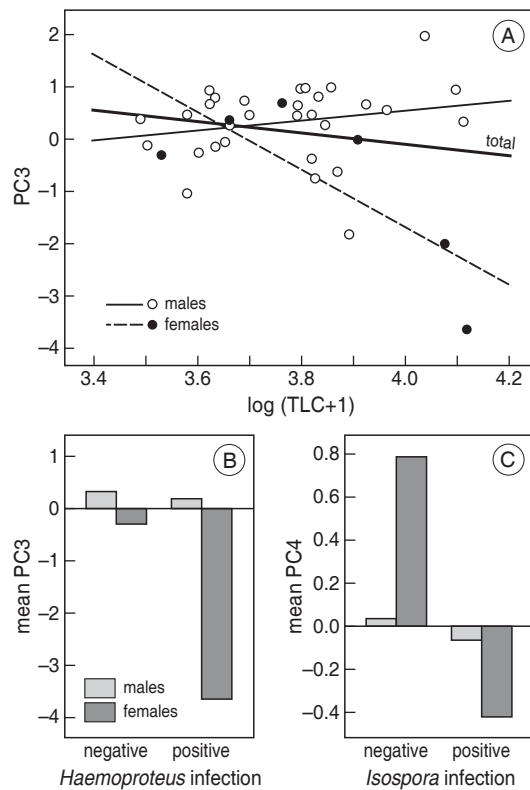 A
2
1
0
−1
−2
−3
−4
PC3
total
males
females
3.4 3.6 3.8 4.0 4.2
log (TLC+1)
B
1
0
−1
−2
−3
−4
mean PC3
males
females
negative positive
Haemoproteus infection
C
0.8
0.6
0.4
0.2
0.0
−0.2
−0.4
mean PC4
negative positive
Isospora infection